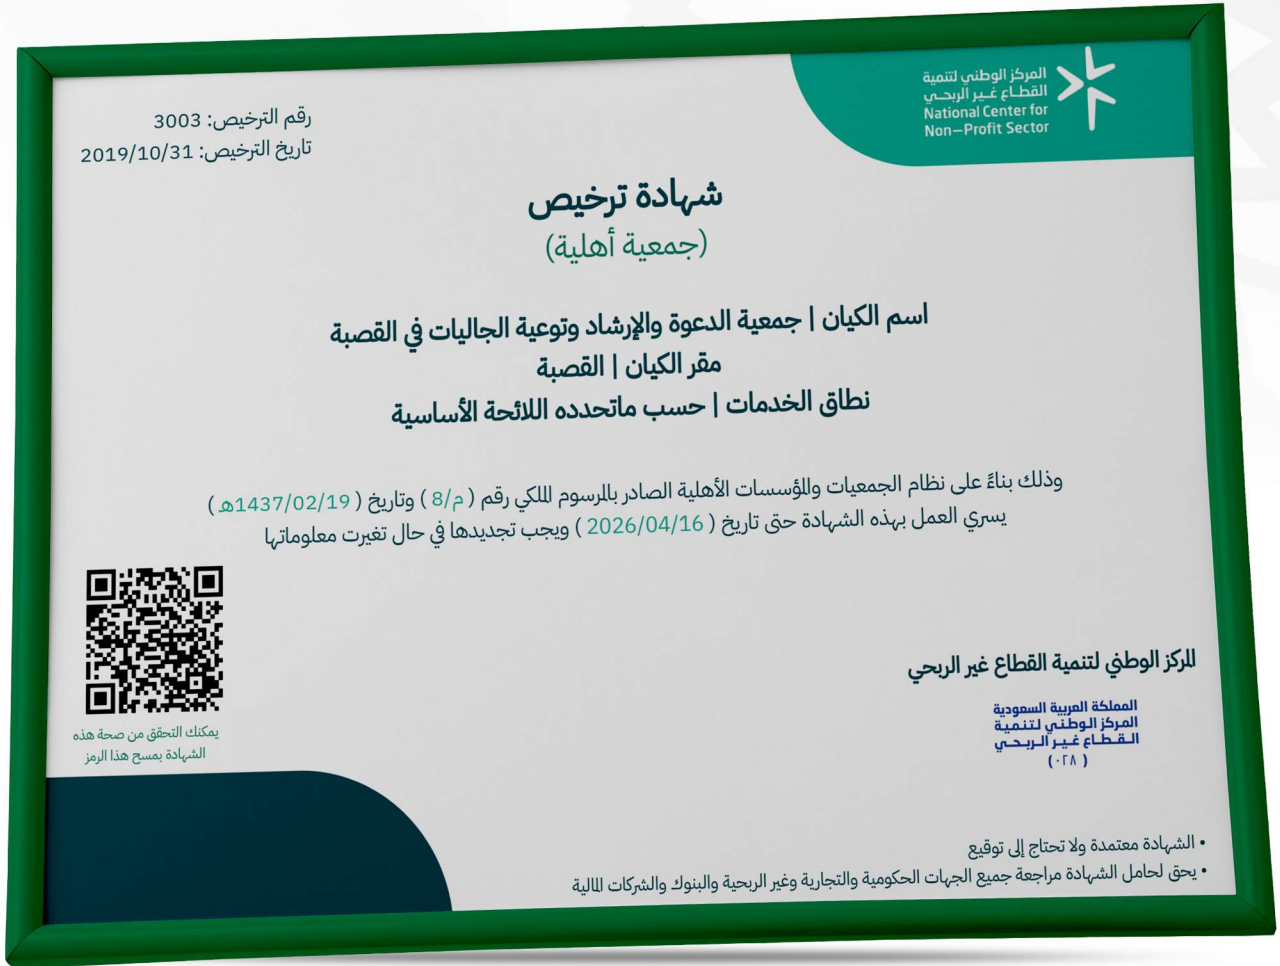 المركز الوطني لتنمية
القطاع غير الربحي
National Center for
Non-Profit Sector
رقم الترخيص: 3003
تاريخ الترخيص: 2019/10/31
شهادة ترخيص
(جمعية أهلية)
اسم الكيان | جمعية الدعوة والإرشاد وتوعية الجاليات في القصبة
مقر الكيان | القصبة
نطاق الخدمات | حسب ماتحدده اللائحة الأساسية
وذلك بناءً على نظام الجمعيات والمؤسسات الأهلية الصادر بالرسوم الملكي رقم ( م/8 ) وتاريخ ( 1437/02/19هـ )
يسري العمل بهذه الشهادة حتى تاريخ ( 2026/04/16 ) ويجب تجديدها في حال تغيرت معلوماتها
يمكنك التحقق من صحة هذه
الشهادة بمسح هذا الرمز
المركز الوطني لتنمية القطاع غير الربحي
المملكة العربية السعودية
المركز الوطني لتنمية
القطاع غير الربحي
( ٠٢٨ )
• الشهادة معتمدة ولا تحتاج إلى توقيع
• يحق لحامل الشهادة مراجعة جميع الجهات الحكومية والتجارية وغير الربحية والبنوك والشركات المالية